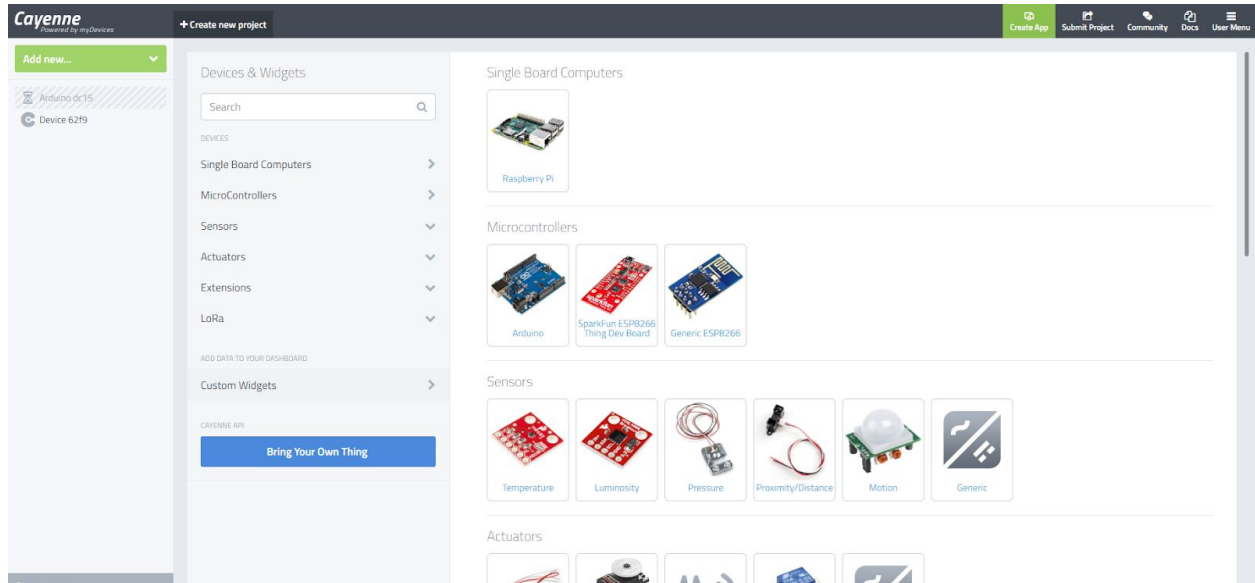 Cayenne
Powered by myDevices
+ Create new project
Create App
Submit Project
Community
Docs
User Menu
Add new...
Arduino dc15
Device 62f9
Devices & Widgets
Search
DEVICES
Single Board Computers
MicroControllers
Sensors
Actuators
Extensions
LoRa
ADD DATA TO YOUR DASHBOARD
Custom Widgets
CAYENNE API
Bring Your Own Thing
Single Board Computers
Raspberry Pi
Microcontrollers
Arduino
SparkFun ESP8266
Thing Dev Board
Generic ESP8266
Sensors
Temperature
Luminosity
Pressure
Proximity/Distance
Motion
Generic
Actuators